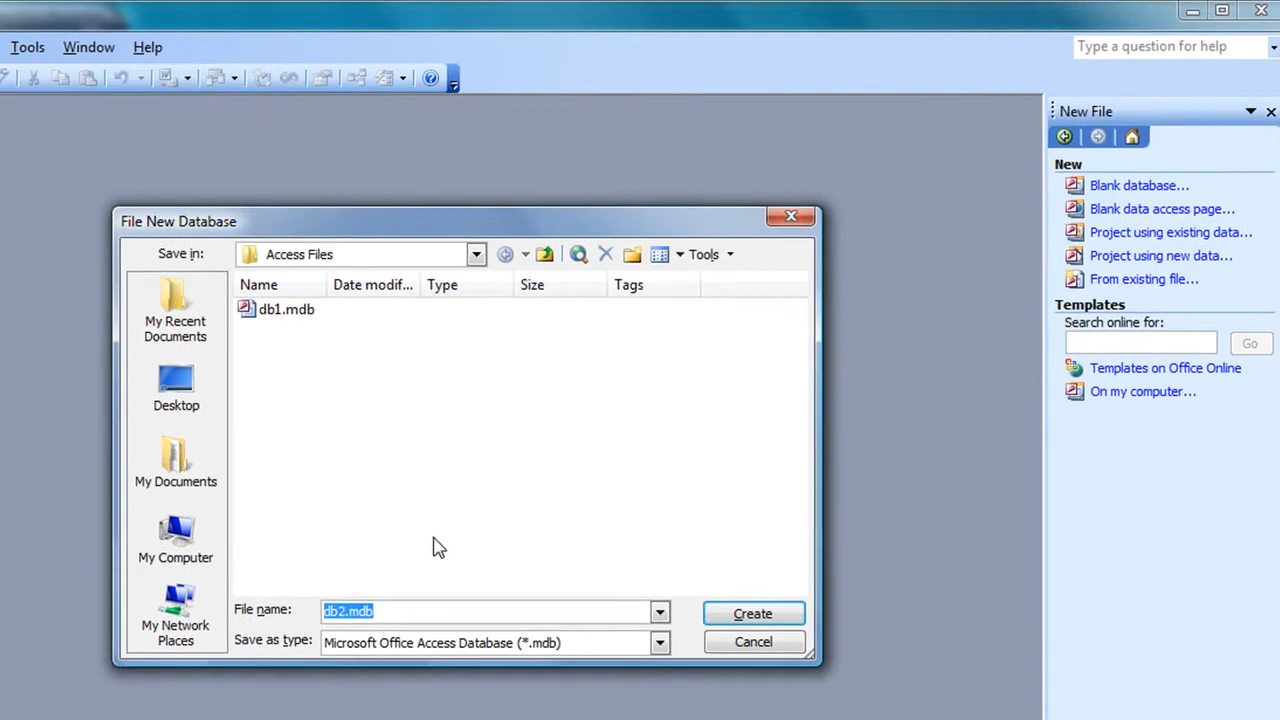 Tools Window Help
Type a question for help
New File
New
Blank database...
Blank data access page...
Project using existing data...
Project using new data...
From existing file...
Templates
Search online for:
Go
Templates on Office Online
On my computer...
File New Database
Save in: Access Files Tools
Name Date modif... Type Size Tags
db1.mdb
My Recent
Documents
Desktop
My Documents
My Computer
My Network
Places
File name: db2.mdb Create
Save as type: Microsoft Office Access Database (*.mdb) Cancel